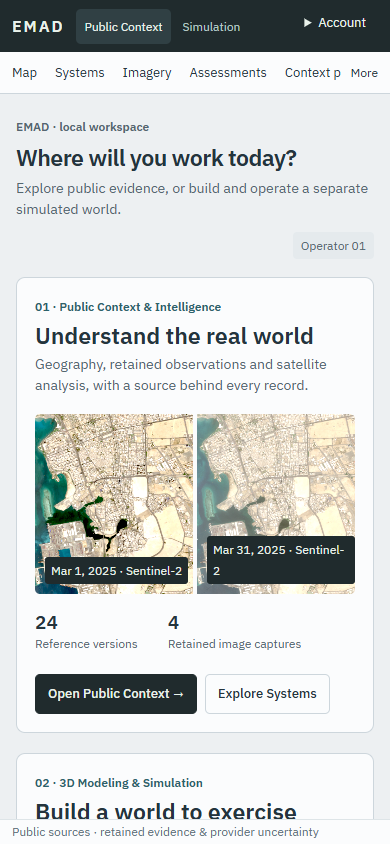 EMAD Public Context Simulation ▶ Account
Map Systems Imagery Assessments Context p More
EMAD · local workspace
Where will you work today?
Explore public evidence, or build and operate a separate
simulated world.
Operator 01
01 · Public Context & Intelligence
Understand the real world
Geography, retained observations and satellite
analysis, with a source behind every record.
Mar 1, 2025 · Sentinel-2
Mar 31, 2025 · Sentinel-
2
24
Reference versions
4
Retained image captures
Open Public Context →
Explore Systems
02 · 3D Modeling & Simulation
Build a world to exercise
Public sources · retained evidence & provider uncertainty